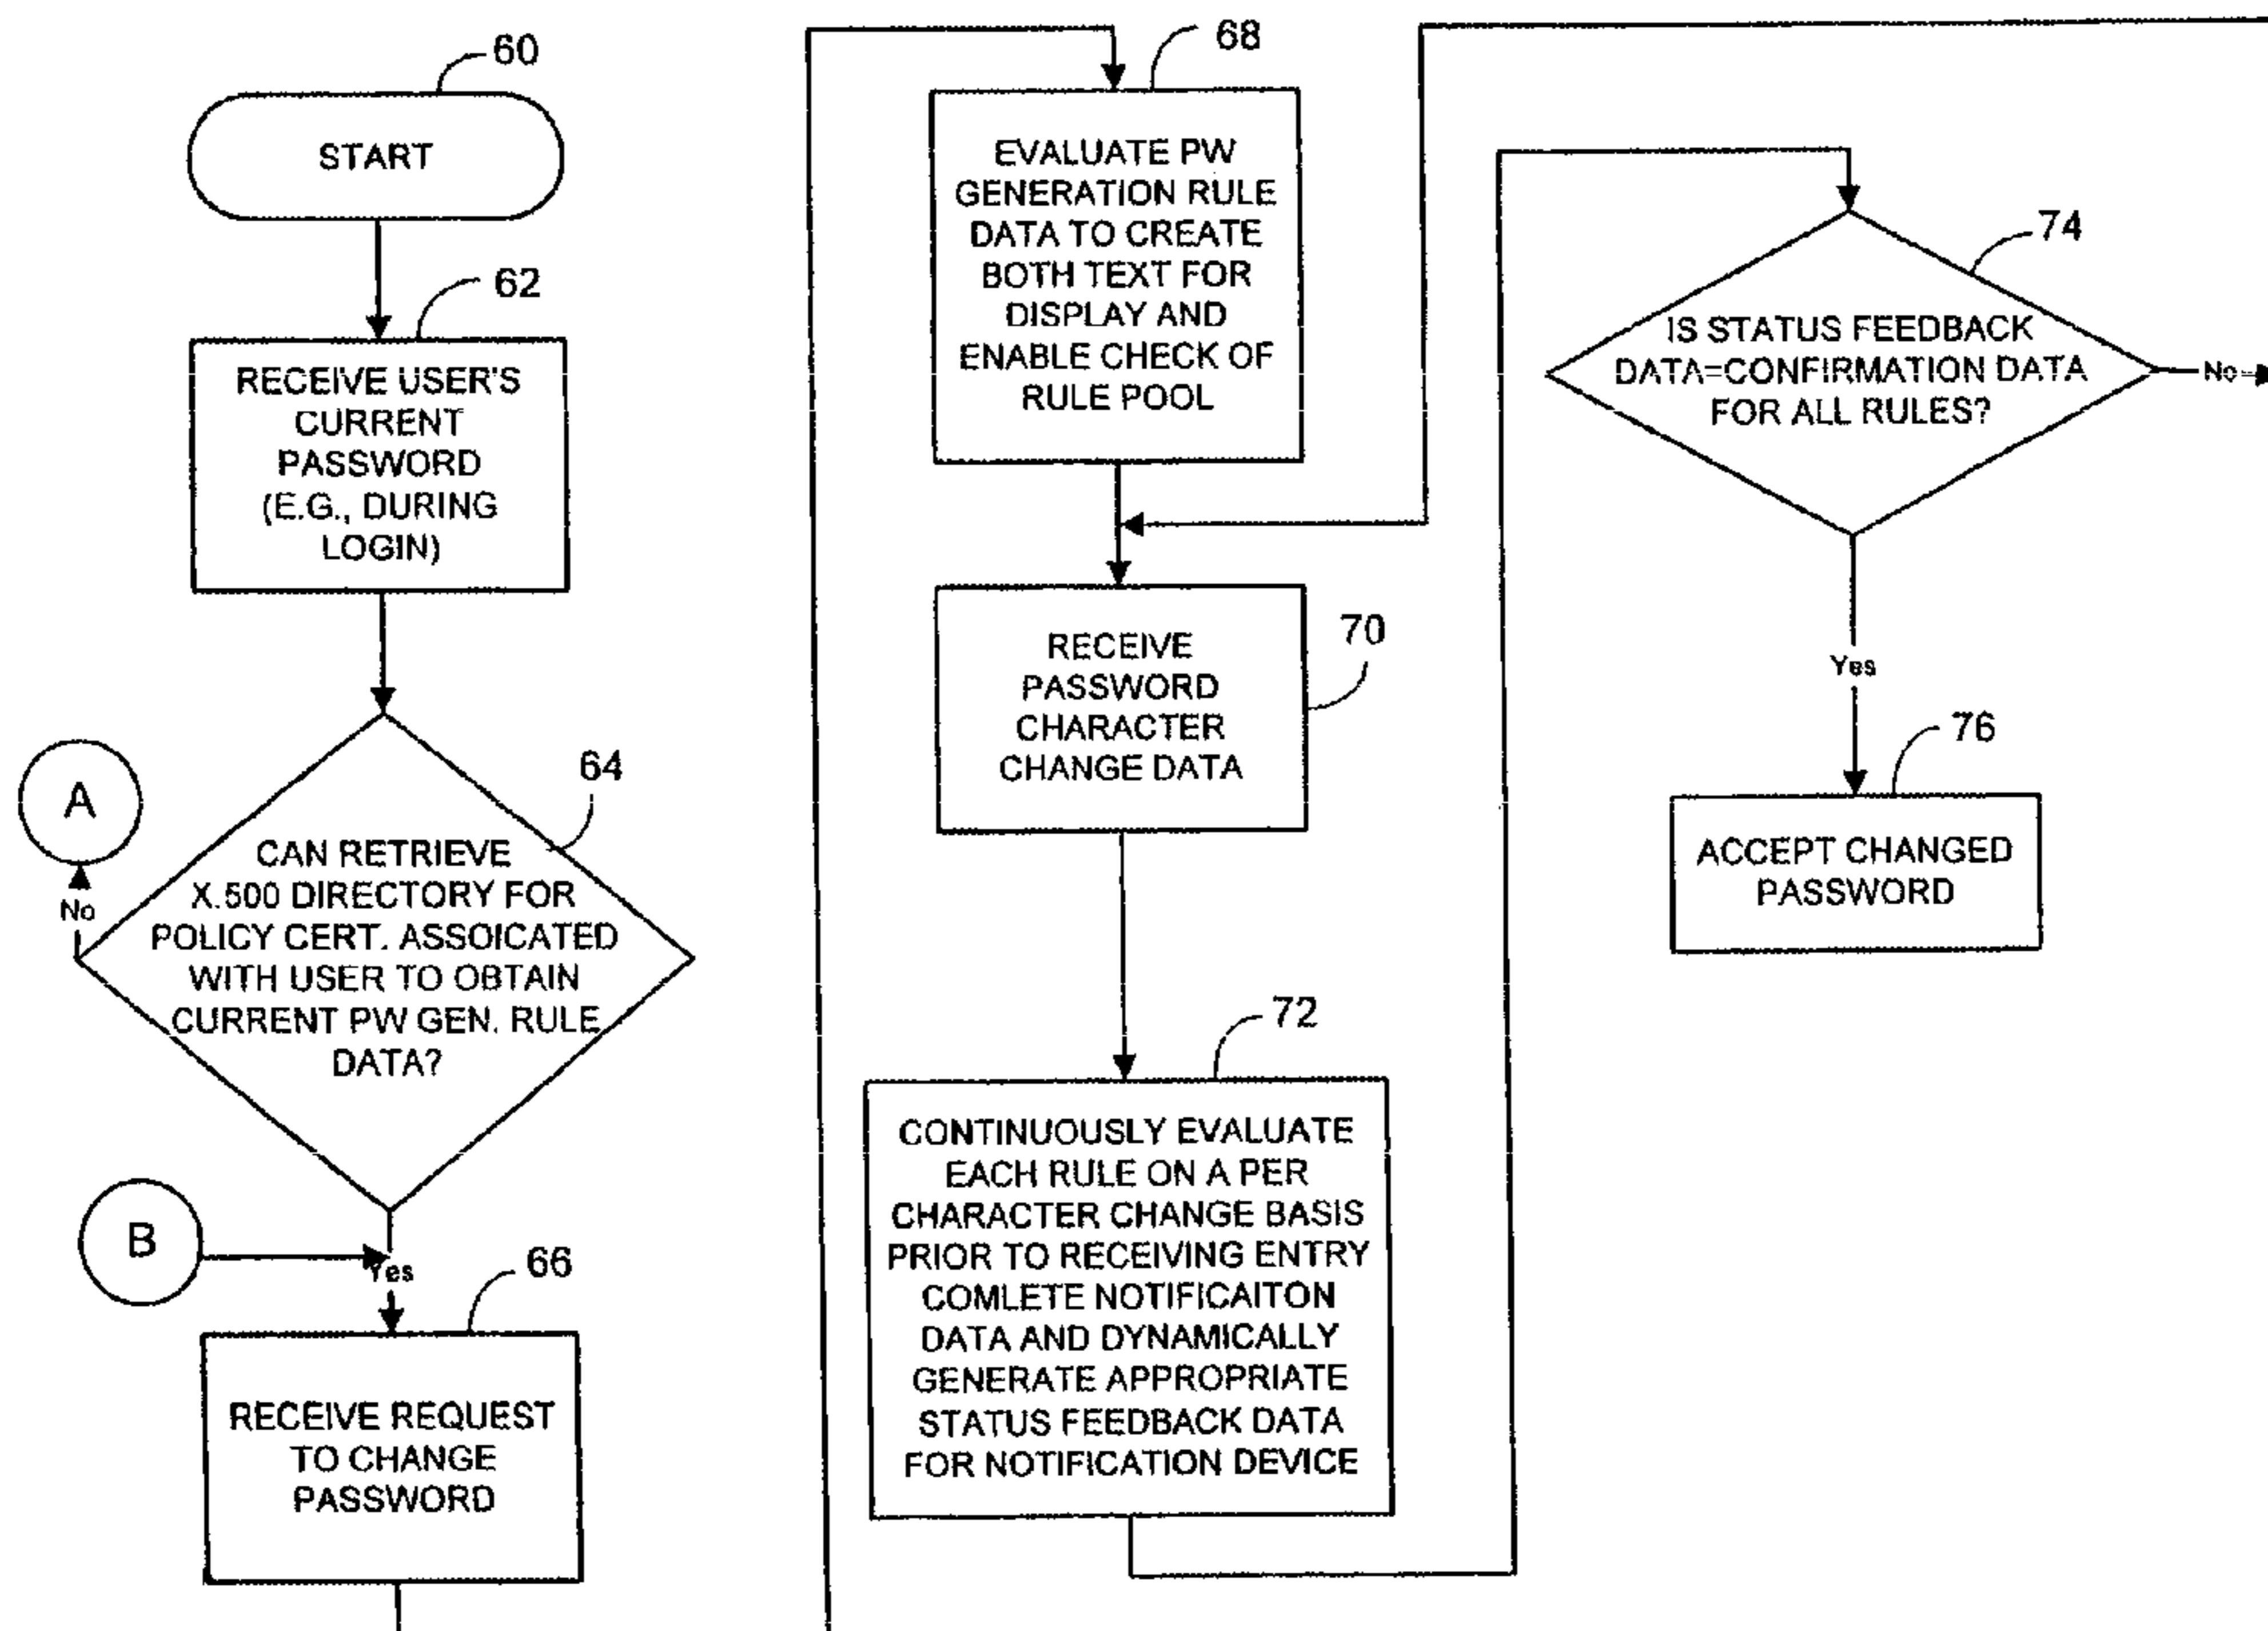 60
START
62
RECEIVE USER'S
CURRENT
PASSWORD
(E.G., DURING
LOGIN)
64
A
No
CAN RETRIEVE
X.500 DIRECTORY FOR
POLICY CERT. ASSOICATED
WITH USER TO OBTAIN
CURRENT PW GEN. RULE
DATA?
B
Yes
66
RECEIVE REQUEST
TO CHANGE
PASSWORD
68
EVALUATE PW
GENERATION RULE
DATA TO CREATE
BOTH TEXT FOR
DISPLAY AND
ENABLE CHECK OF
RULE POOL
70
RECEIVE
PASSWORD
CHARACTER
CHANGE DATA
72
CONTINUOUSLY EVALUATE
EACH RULE ON A PER
CHARACTER CHANGE BASIS
PRIOR TO RECEIVING ENTRY
COMLETE NOTIFICAITON
DATA AND DYNAMICALLY
GENERATE APPROPRIATE
STATUS FEEDBACK DATA
FOR NOTIFICATION DEVICE
74
IS STATUS FEEDBACK
DATA=CONFIRMATION DATA
FOR ALL RULES?
No
Yes
76
ACCEPT CHANGED
PASSWORD